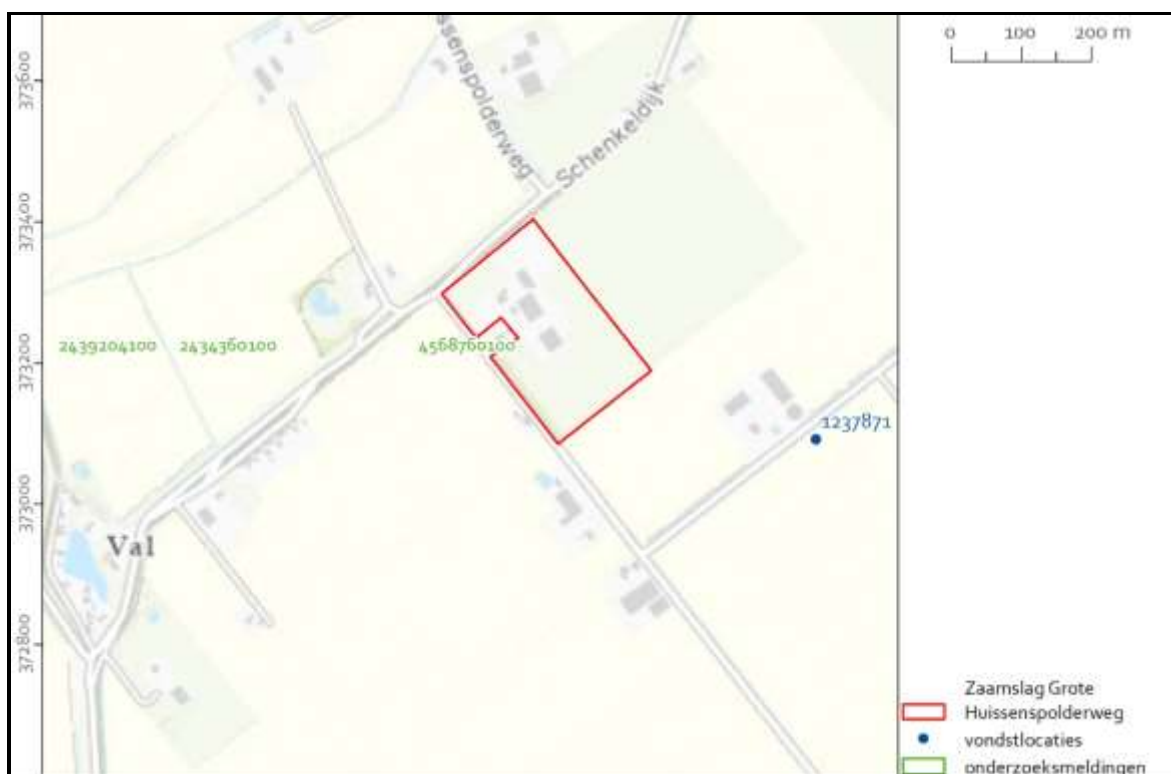 0 100 200 m
373600
373400
373200
373000
372800
ssenspolderweg
Schenkeldijk
2439204100 2434360100 4568760100
1237871
Val
Zaamslag Grote
Huissenspolderweg
vondstlocaties
onderzoeksmeldingen